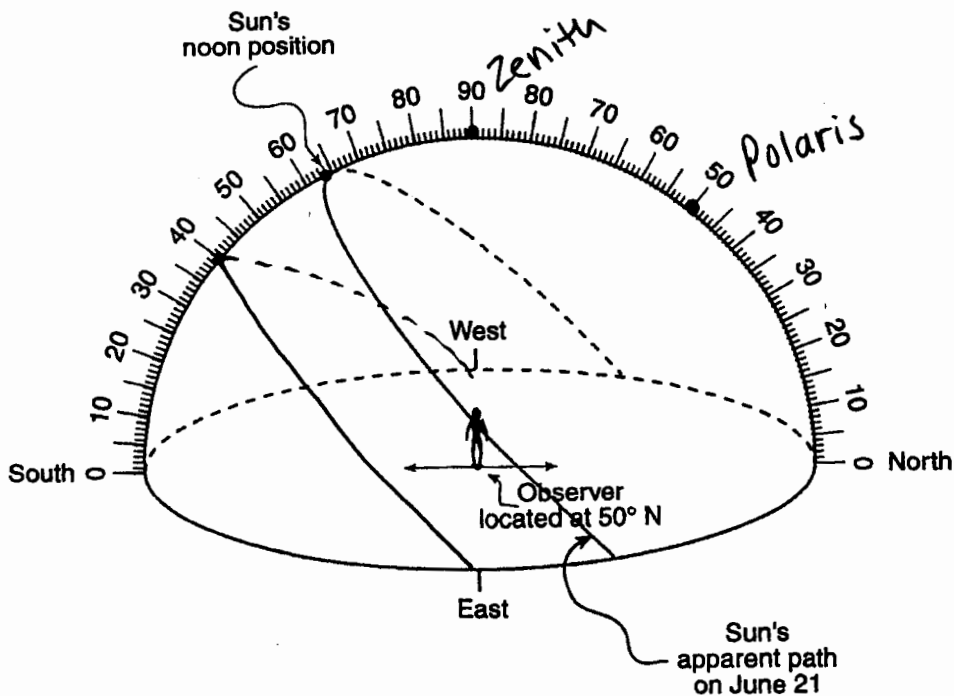 Sun's
noon position
Zenith
Polaris
0
10
20
30
40
50
60
70
80
90
80
70
60
50
40
30
20
10
0
South
North
West
Observer
located at 50° N
East
Sun's
apparent path
on June 21